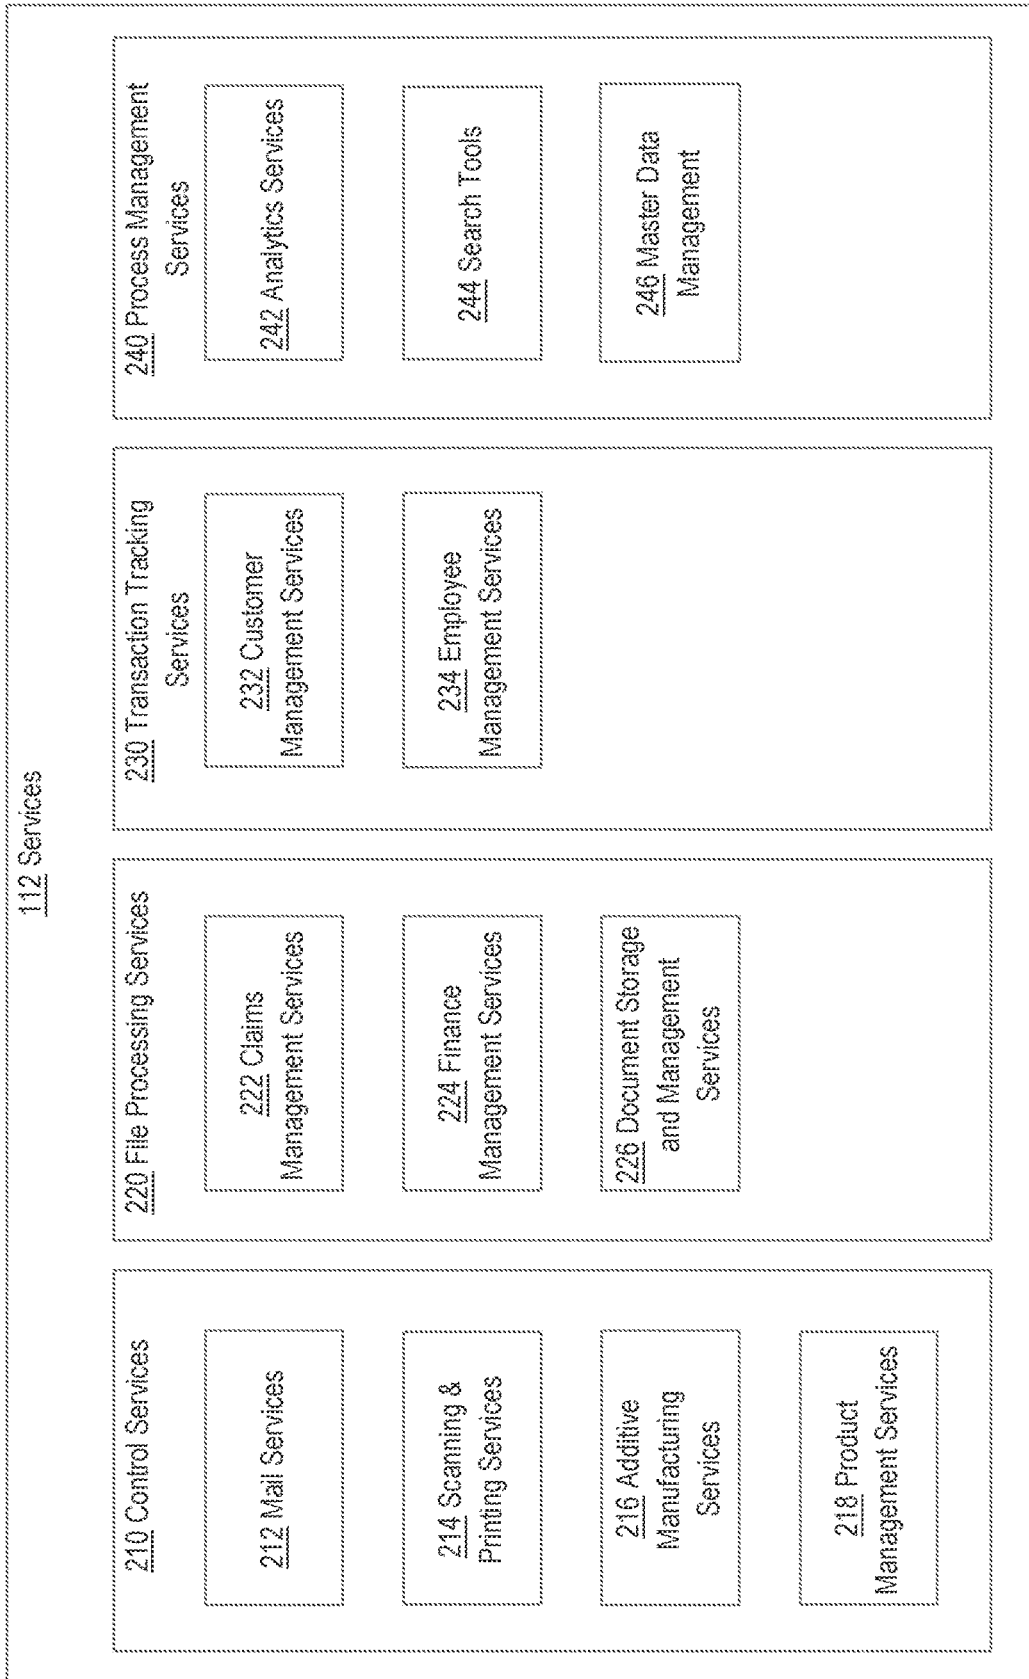 112 Services
210 Control Services
212 Mail Services
214 Scanning &
Printing Services
216 Additive
Manufacturing
Services
218 Product
Management Services
220 File Processing Services
222 Claims
Management Services
224 Finance
Management Services
226 Document Storage
and Management
Services
230 Transaction Tracking
Services
232 Customer
Management Services
234 Employee
Management Services
240 Process Management
Services
242 Analytics Services
244 Search Tools
246 Master Data
Management